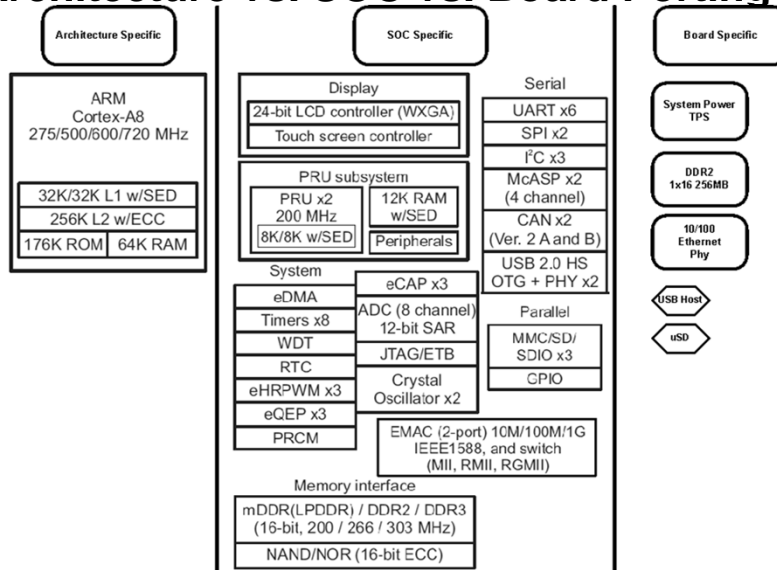 Architecture vs. SOC vs. Board Porting
Architecture Specific
SOC Specific
Board Specific
ARM
Cortex-A8
275/500/600/720 MHz
32K/32K L1 w/SED
256K L2 w/ECC
176K ROM
64K RAM
Display
24-bit LCD controller (WXGA)
Touch screen controller
PRU subsystem
PRU x2
200 MHz
8K/8K w/SED
12K RAM
w/SED
Peripherals
System
eDMA
Timers x8
WDT
RTC
eHRPWM x3
eQEP x3
PRCM
eCAP x3
ADC (8 channel)
12-bit SAR
JTAG/ETB
Crystal
Oscillator x2
Serial
UART x6
SPI x2
I²C x3
McASP x2
(4 channel)
CAN x2
(Ver. 2 A and B)
USB 2.0 HS
OTG + PHY x2
Parallel
MMC/SD/
SDIO x3
GPIO
EMAC (2-port) 10M/100M/1G
IEEE1588, and switch
(MII, RMII, RGMII)
Memory interface
mDDR(LPDDR) / DDR2 / DDR3
(16-bit, 200 / 266 / 303 MHz)
NAND/NOR (16-bit ECC)
System Power
TPS
DDR2
1x16 256MB
10/100
Ethernet
Phy
USB Host
uSD